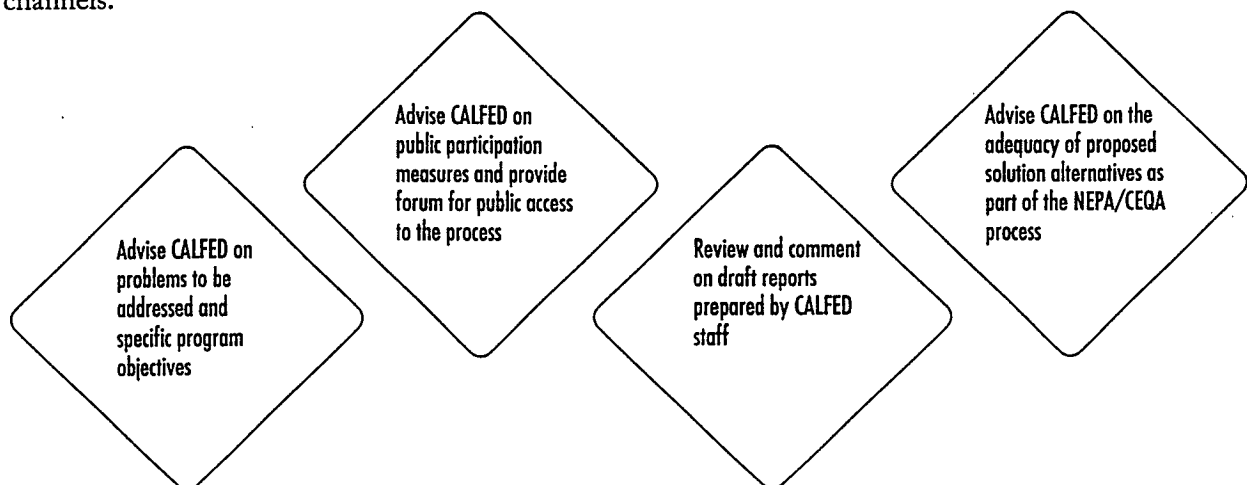 channels.
Advise CALFED on
problems to be
addressed and
specific program
objectives
Advise CALFED on
public participation
measures and provide
forum for public access
to the process
Review and comment
on draft reports
prepared by CALFED
staff
Advise CALFED on the
adequacy of proposed
solution alternatives as
part of the NEPA/CEQA
process